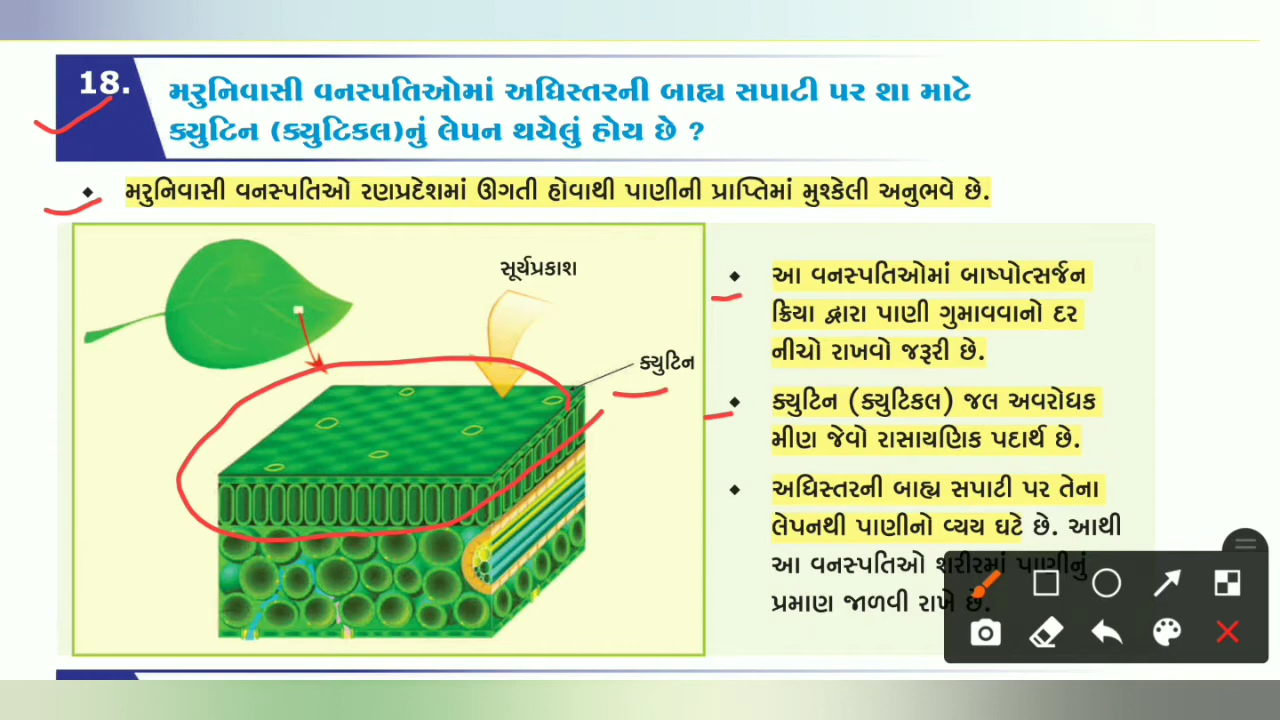 18.
મરુનિવાસી વનસ્પતિઓમાં અધિસ્તરની બાહ્ય સપાટી પર શા માટે
ક્યુટિન (ક્યુટિકલ)નું લેપન થયેલું હોય છે ?
મરુનિવાસી વનસ્પતિઓ રણપ્રદેશમાં ઊગતી હોવાથી પાણીની પ્રાપ્તિમાં મુશ્કેલી અનુભવે છે.
સૂર્યપ્રકાશ
ક્યુટિન
આ વનસ્પતિઓમાં બાષ્પોત્સર્જન
ક્રિયા દ્વારા પાણી ગુમાવવાનો દર
નીચો રાખવો જરૂરી છે.
ક્યુટિન (ક્યુટિકલ) જલ અવરોધક
મીણ જેવો રાસાયણિક પદાર્થ છે.
અધિસ્તરની બાહ્ય સપાટી પર તેના
લેપનથી પાણીનો વ્યય ઘટે છે. આથી
આ વનસ્પતિઓ શરીરમાં પાણીનું
પ્રમાણ જાળવી રાખે છે.